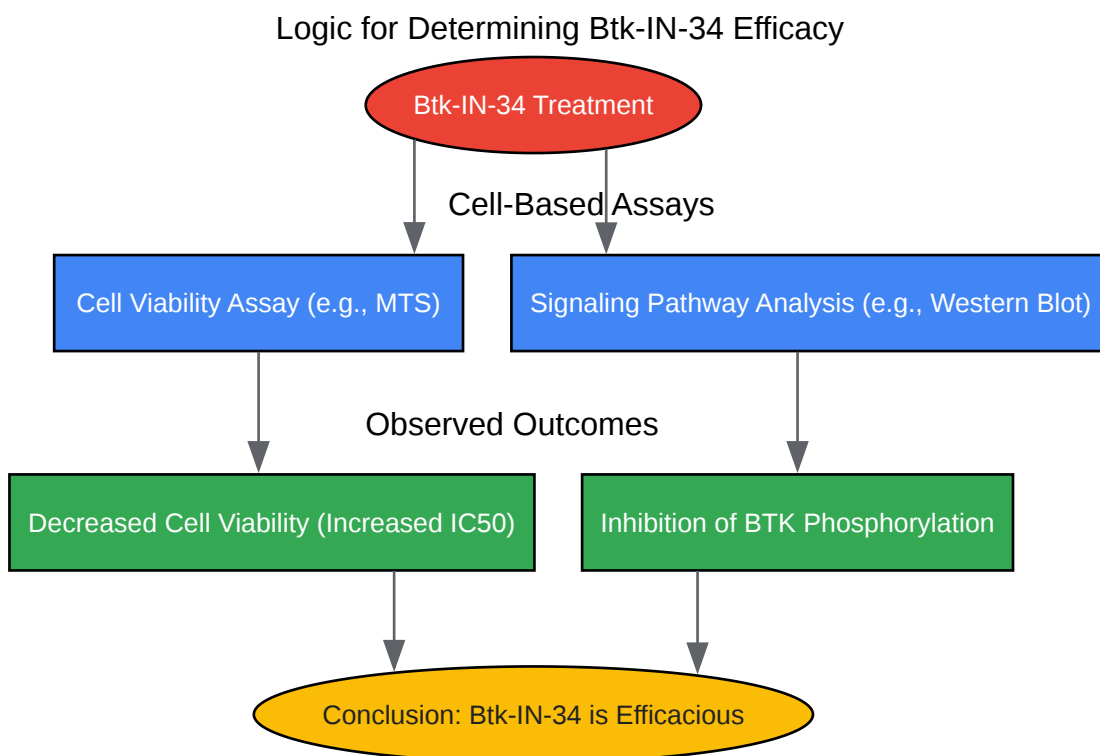 Logic for Determining Btk-IN-34 Efficacy
Btk-IN-34 Treatment
Cell-Based Assays
Cell Viability Assay (e.g., MTS)
Signaling Pathway Analysis (e.g., Western Blot)
Observed Outcomes
Decreased Cell Viability (Increased IC50)
Inhibition of BTK Phosphorylation
Conclusion: Btk-IN-34 is Efficacious